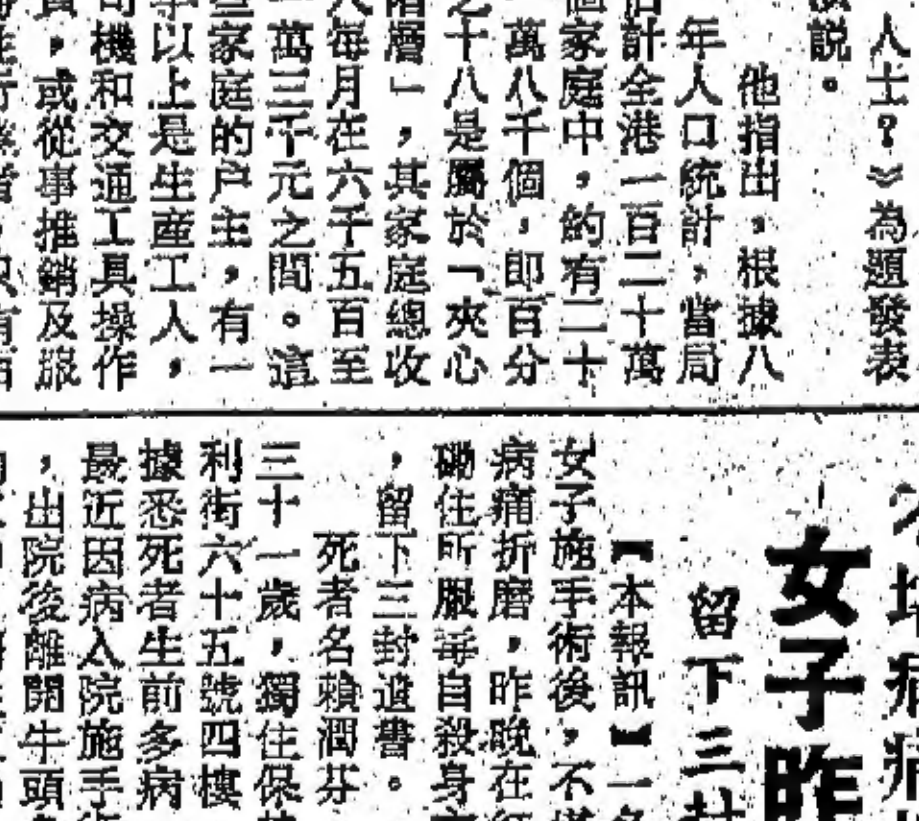 人士？》為題發表
説。
他指出，根據八
年人口統計，當局
估計全港一百二十萬
個家庭中，約有二十
萬八千個，即百分
之十八是屬於「夾心
階層」，其家庭總收
每月在六千五百至
一萬三千元之間。這
家庭的户主，有一
以上是生産工人，
司機和交通工具操作
，或從事推銷及服
病痛
女子昨
留下三封
【本報訊】一名
女子施手術後，不堪
病痛折磨，昨晚在
磡住所服毒自殺身
，留下三封遺書。
死者名賴潤芬
三十一歲，獨住保
利街六十五號四樓
據悉死者生前多病
最近因病入院施手
，出院後離開牛頭